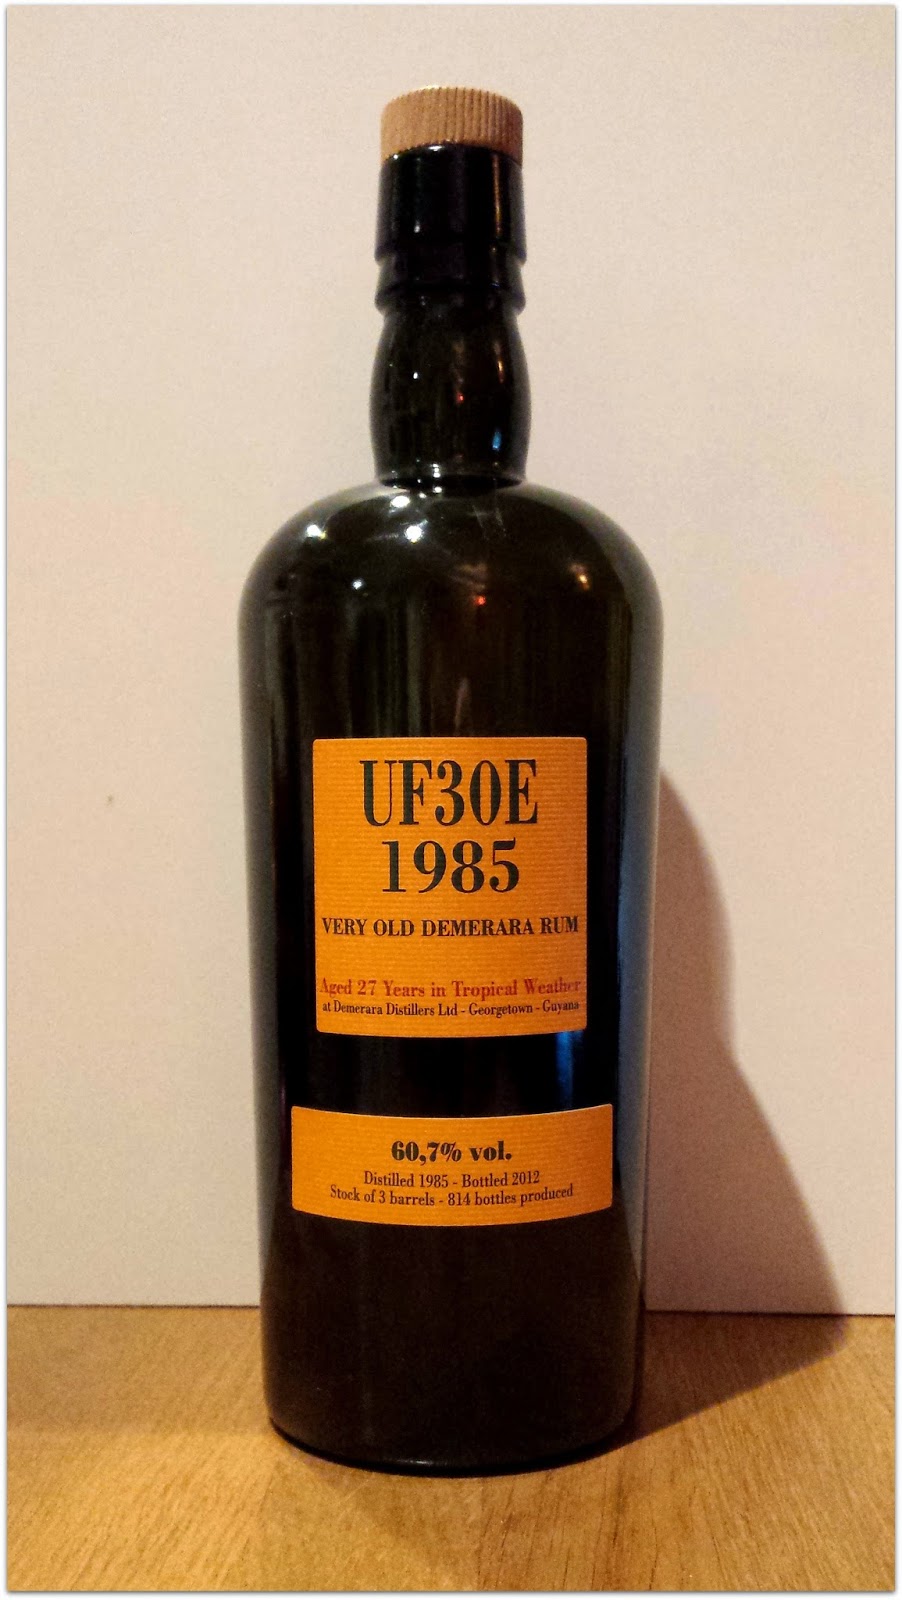 UF30E
1985
VERY OLD DEMERARA RUM
Aged 27 Years in Tropical Weather
at Demerara Distillers Ltd - Georgetown - Guyana
60,7% vol.
Distilled 1985 - Bottled 2012
Stock of 3 barrels - 814 bottles produced